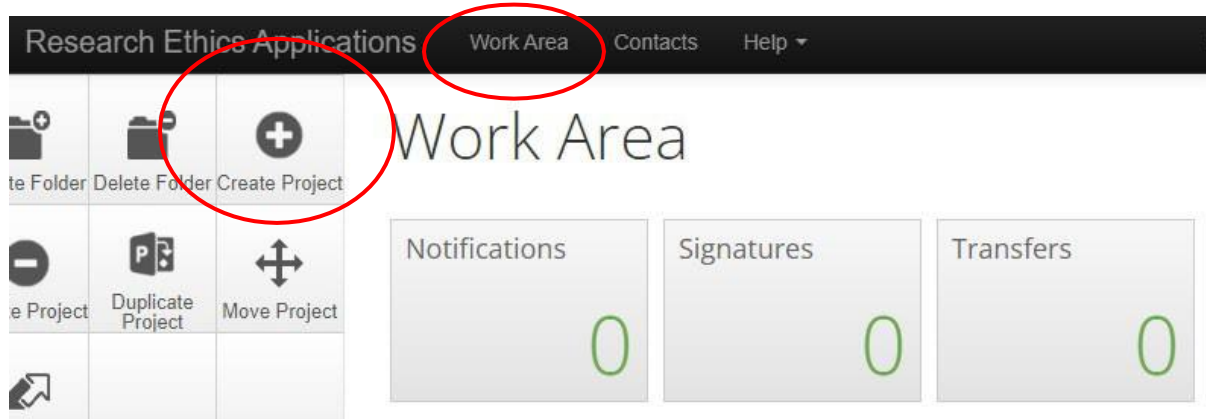 Research Ethics Applications Work Area Contacts Help
Work Area
te Folder Delete Folder Create Project
e Project Duplicate Project Move Project
Notifications Signatures Transfers
0 0 0